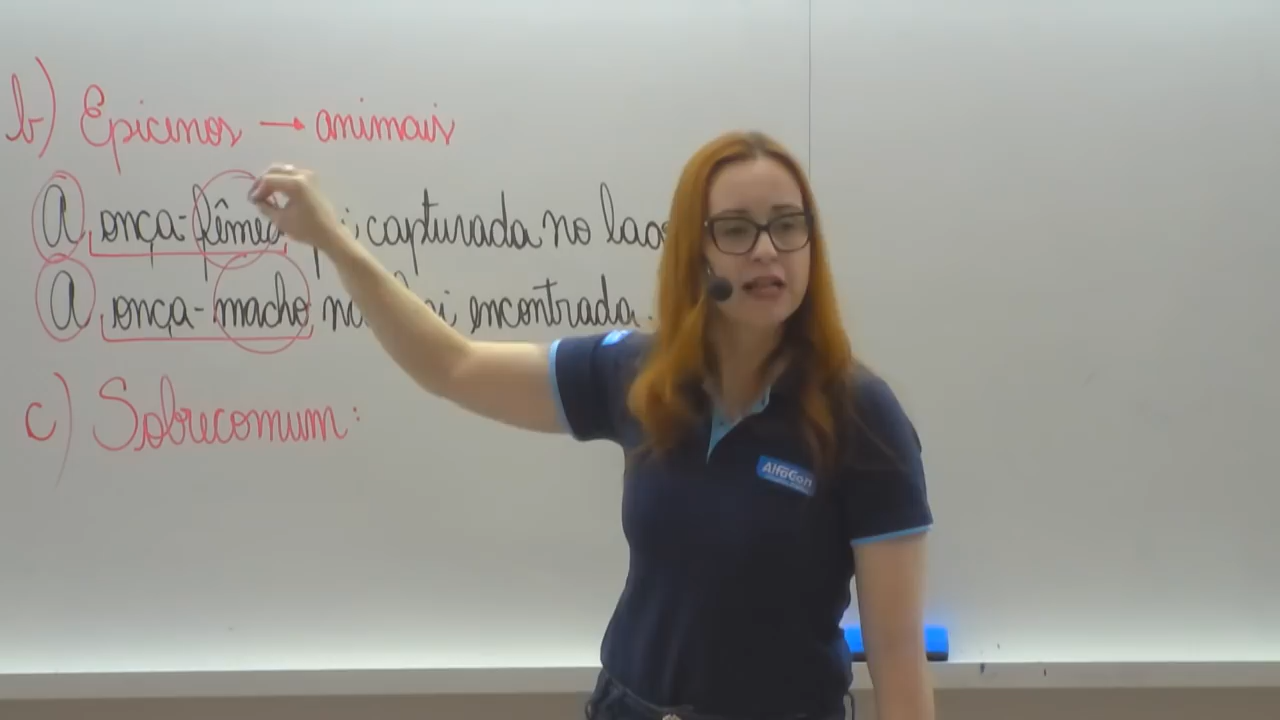 b) Epicenos → animais
A onça-fêmea capturada no
A onça-macho encontrada.
c) Sobrecomum:
AlfaCon